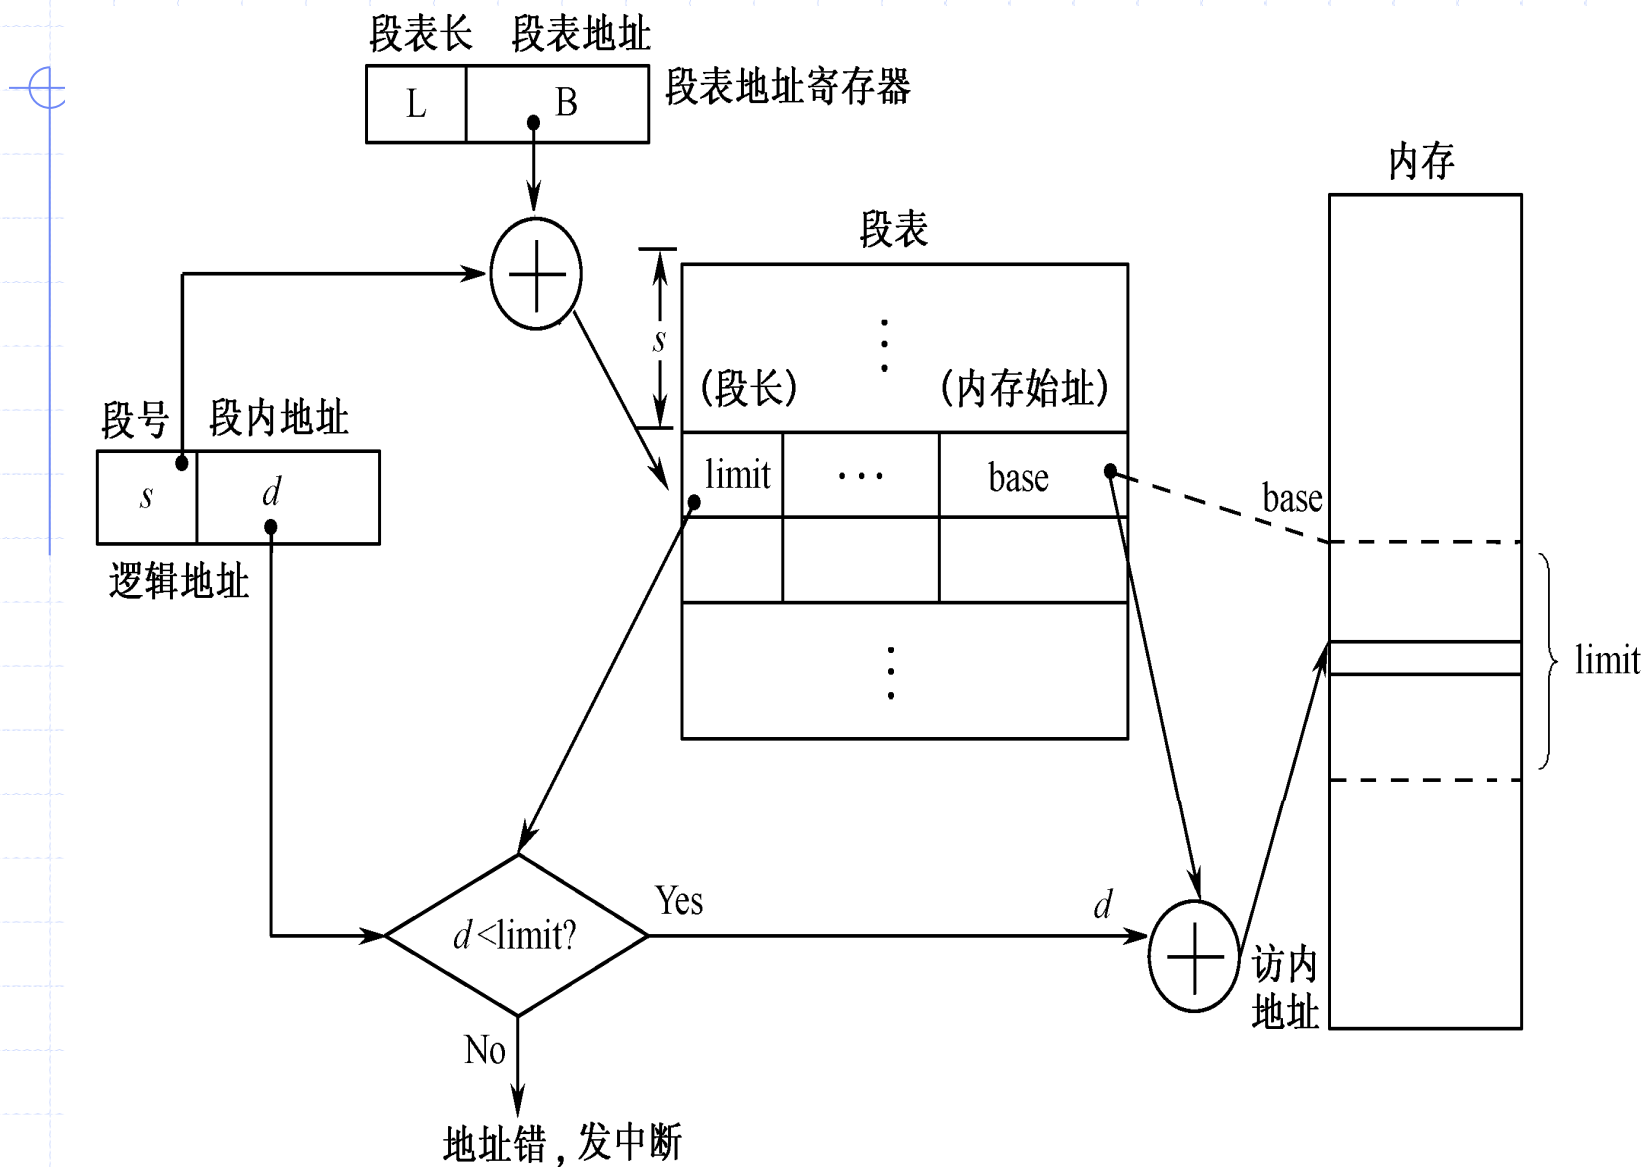 段表长 段表地址
L B 段表地址寄存器
内存
段表
s
(段长) (内存始址)
段号 段内地址
limit ··· base
s d
base
逻辑地址
limit
Yes d
d<limit?
访内
地址
No
地址错,发中断